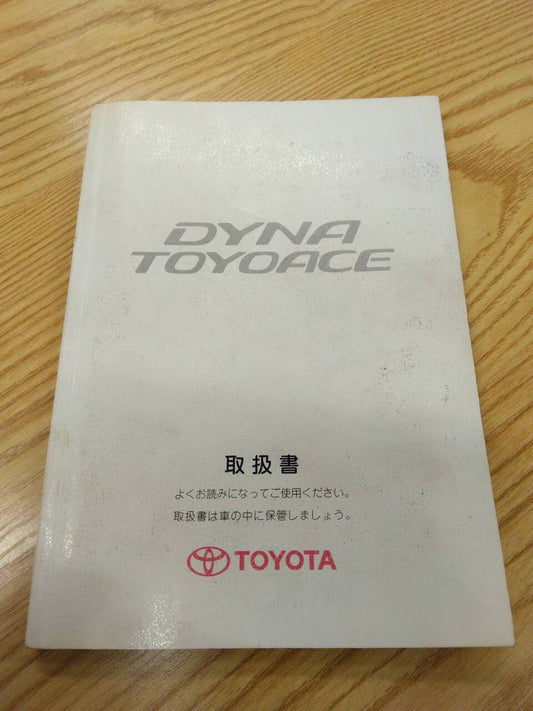 DYNA
TOYOACE
取扱書
よくお読みになってご使用ください。
取扱書は車の中に保管しましょう。
TOYOTA